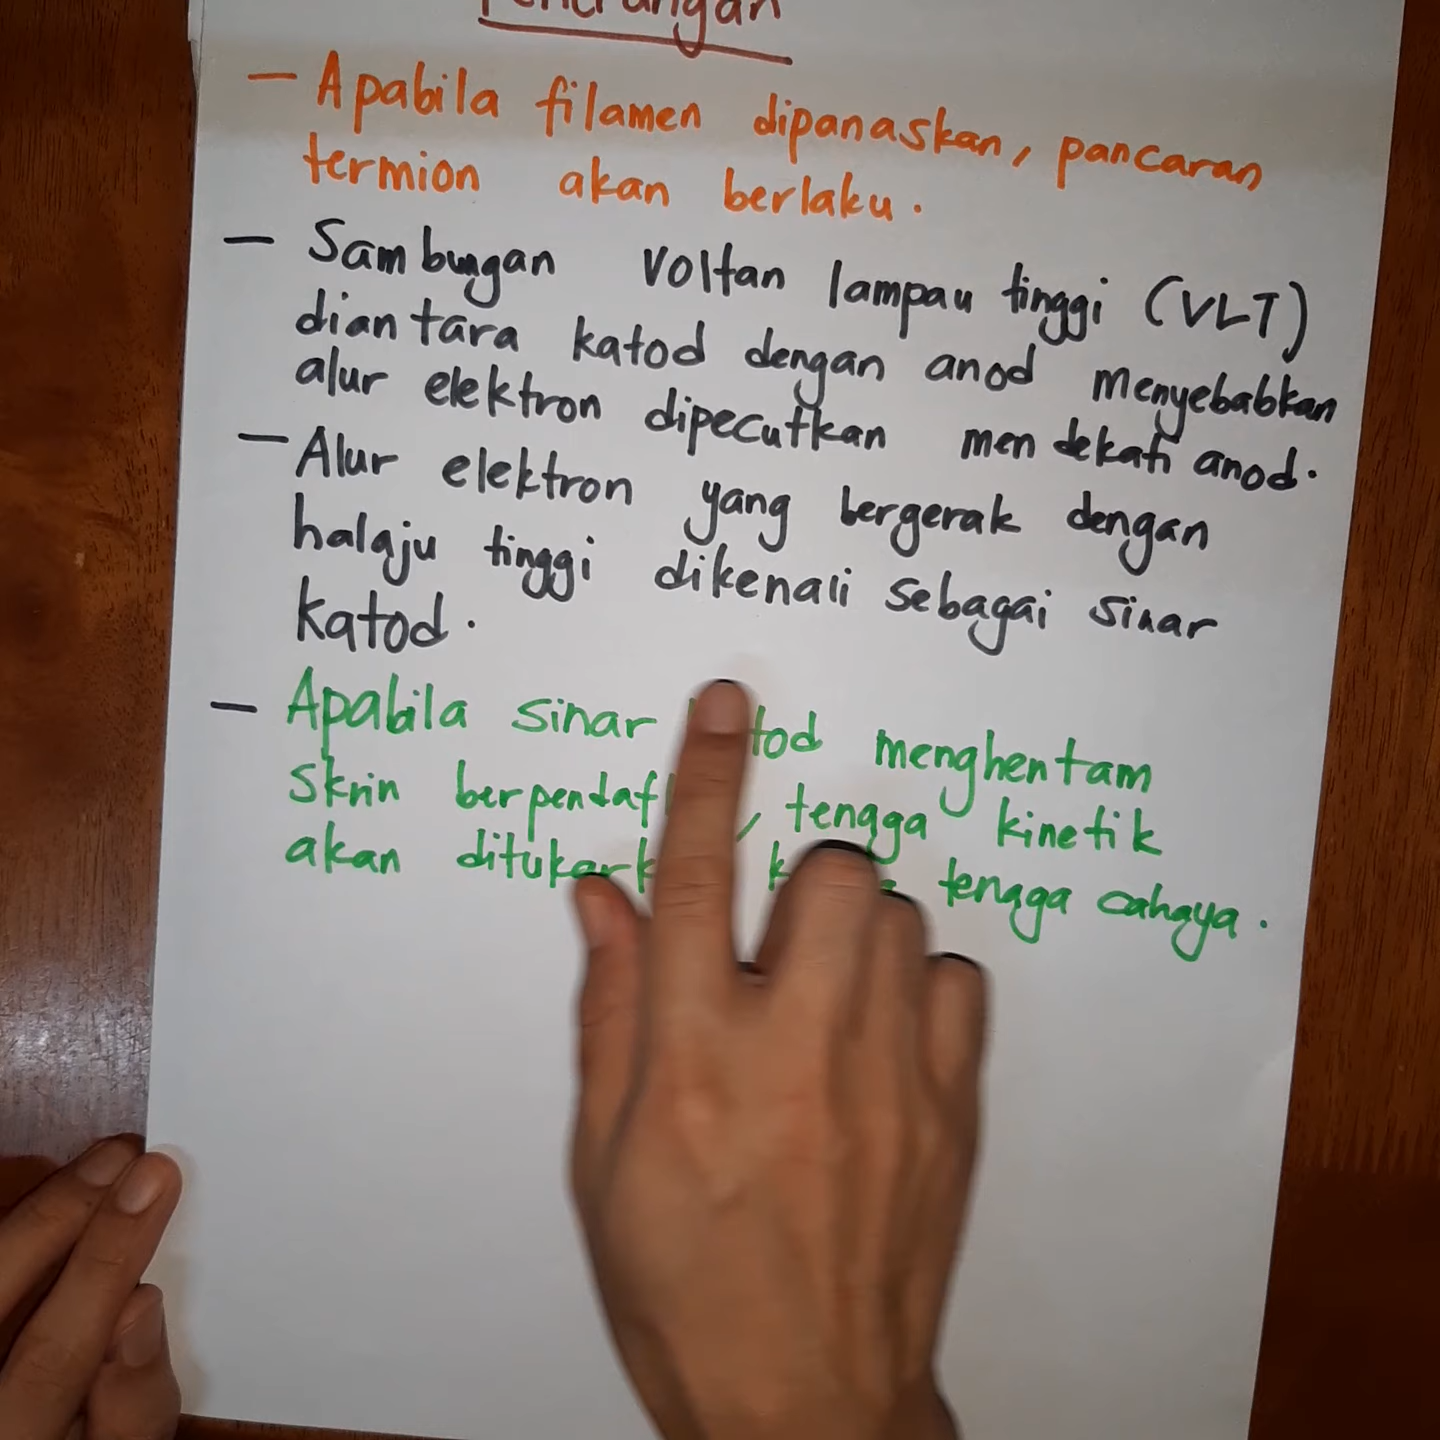 Penerangan
– Apabila filamen dipanaskan, pancaran
termion akan berlaku.
– Sambungan voltan lampau tinggi (VLT)
diantara katod dengan anod menyebabkan
alur elektron dipecutkan mendekati anod.
– Alur elektron yang bergerak dengan
halaju tinggi dikenali sebagai sinar
katod.
– Apabila sinar menghentam
skrin tenaga kinetik
akan tenaga cahaya.